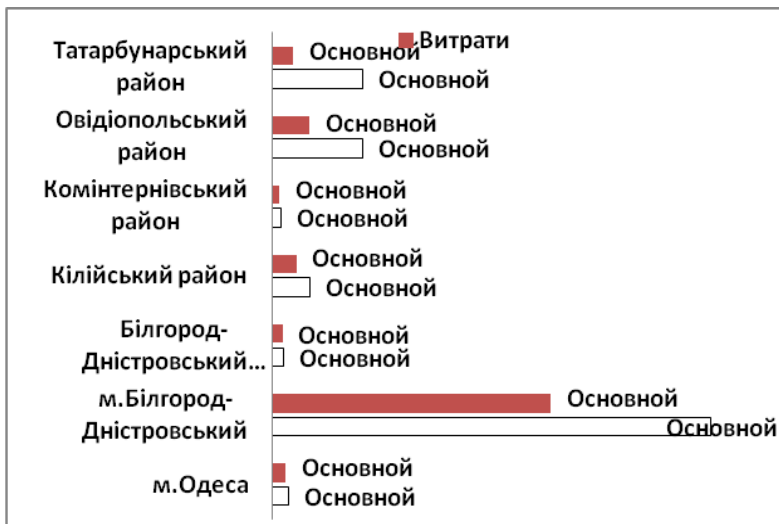 Витрати
Татарбунарський
район
Основной
Основной
Овідіопольський
район
Основной
Основной
Комінтернівський
район
Основной
Основной
Кілійський район
Основной
Основной
Білгород-
Дністровський...
Основной
Основной
м.Білгород-
Дністровський
Основной
Основной
м.Одеса
Основной
Основной